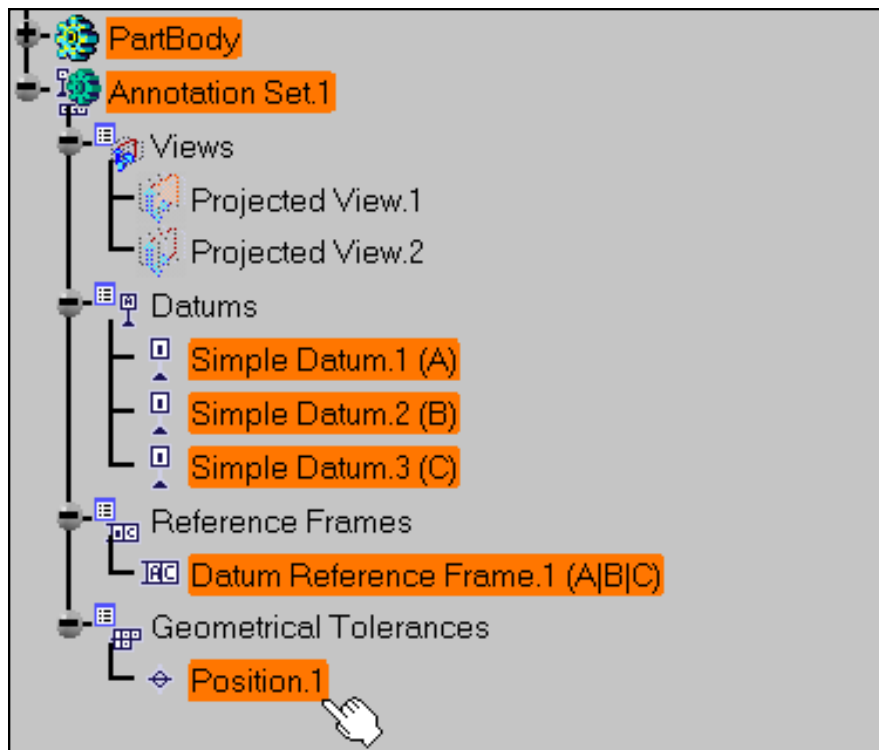 PartBody
Annotation Set.1
Views
Projected View.1
Projected View.2
Datums
Simple Datum.1 (A)
Simple Datum.2 (B)
Simple Datum.3 (C)
Reference Frames
Datum Reference Frame.1 (A|B|C)
Geometrical Tolerances
Position.1